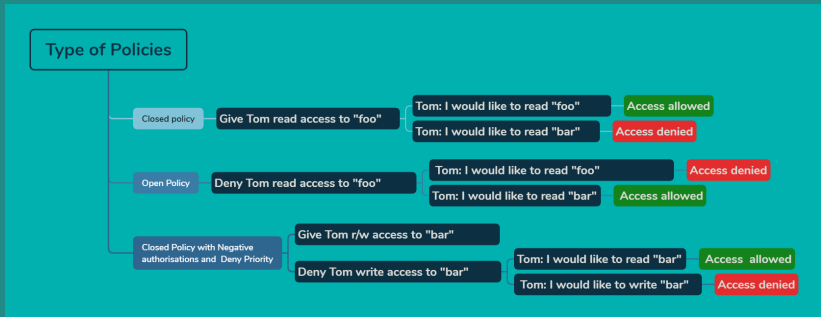 Type of Policies
Closed policy
Give Tom read access to "foo"
Tom: I would like to read "foo"
Access allowed
Tom: I would like to read "bar"
Access denied
Open Policy
Deny Tom read access to "foo"
Tom: I would like to read "foo"
Access denied
Tom: I would like to read "bar"
Access allowed
Closed Policy with Negative
authorisations and Deny Priority
Give Tom r/w access to "bar"
Deny Tom write access to "bar"
Tom: I would like to read "bar"
Access allowed
Tom: I would like to write "bar"
Access denied